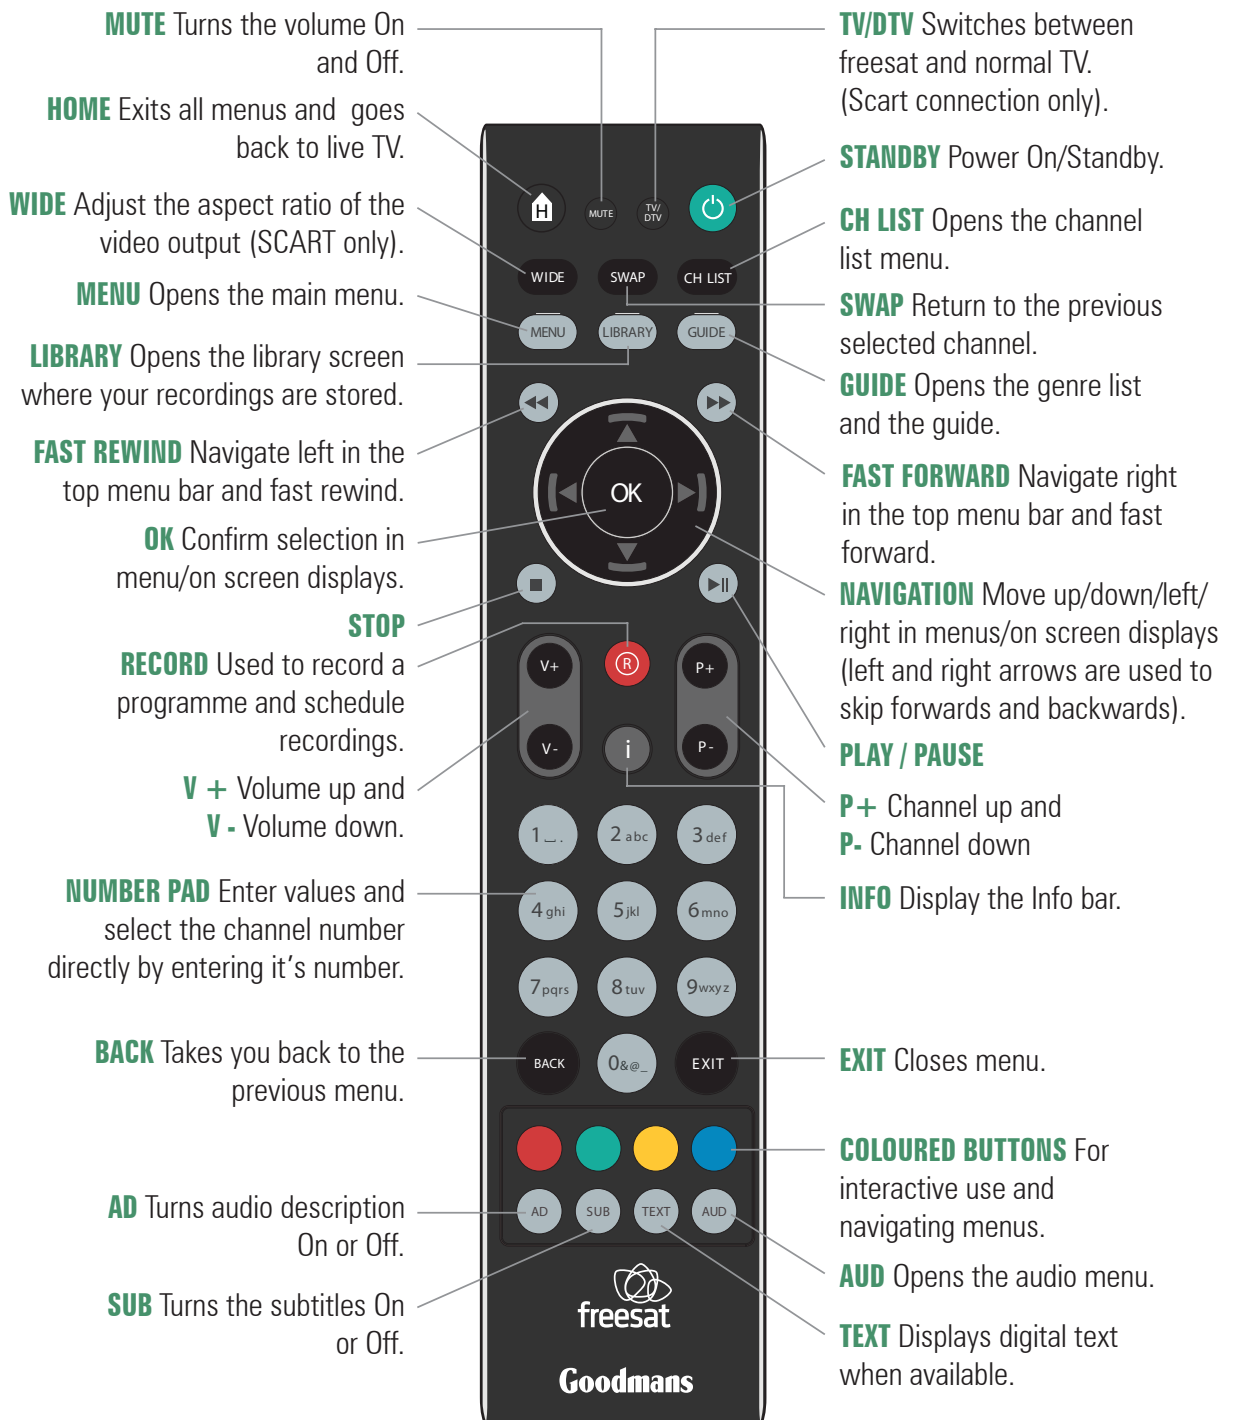 MUTE Turns the volume On
and Off.
HOME Exits all menus and  goes
back to live TV.
WIDE Adjust the aspect ratio of the
video output (SCART only).
MENU Opens the main menu.
LIBRARY Opens the library screen
where your recordings are stored.
FAST REWIND Navigate left in the
top menu bar and fast rewind.
OK Confirm selection in
menu/on screen displays.
STOP
RECORD Used to record a
programme and schedule
recordings.
V + Volume up and
V - Volume down.
NUMBER PAD Enter values and
select the channel number
directly by entering it's number.
BACK Takes you back to the
previous menu.
AD Turns audio description
On or Off.
SUB Turns the subtitles On
or Off.
H MUTE TV/
DTV
WIDE SWAP CH LIST
MENU LIBRARY GUIDE
OK
V+ R P+
V- i P-
1 ⎵ . 2 abc 3 def
4 ghi 5 jkl 6 mno
7 pqrs 8 tuv 9 wxyz
BACK 0 &@_ EXIT
AD SUB TEXT AUD
freesat
Goodmans
TV/DTV Switches between
freesat and normal TV.
(Scart connection only).
STANDBY Power On/Standby.
CH LIST Opens the channel
list menu.
SWAP Return to the previous
selected channel.
GUIDE Opens the genre list
and the guide.
FAST FORWARD Navigate right
in the top menu bar and fast
forward.
NAVIGATION Move up/down/left/
right in menus/on screen displays
(left and right arrows are used to
skip forwards and backwards).
PLAY / PAUSE
P+ Channel up and
P- Channel down
INFO Display the Info bar.
EXIT Closes menu.
COLOURED BUTTONS For
interactive use and
navigating menus.
AUD Opens the audio menu.
TEXT Displays digital text
when available.